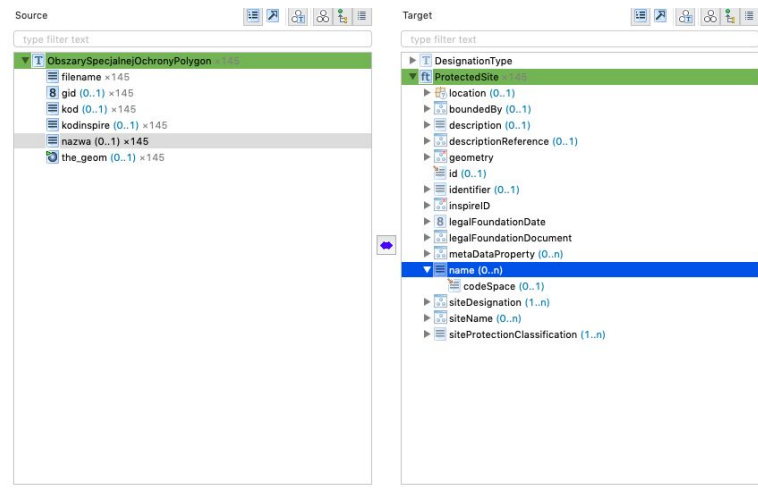 Source
type filter text
ObszarySpecjalnejOchronyPolygon ×145
filename ×145
gid (0..1) ×145
kod (0..1) ×145
kodinspire (0..1) ×145
nazwa (0..1) ×145
the_geom (0..1) ×145
Target
type filter text
DesignationType
ProtectedSite ×145
location (0..1)
boundedBy (0..1)
description (0..1)
descriptionReference (0..1)
geometry
id (0..1)
identifier (0..1)
inspireID
legalFoundationDate
legalFoundationDocument
metaDataProperty (0..n)
name (0..n)
codeSpace (0..1)
siteDesignation (1..n)
siteName (0..n)
siteProtectionClassification (1..n)